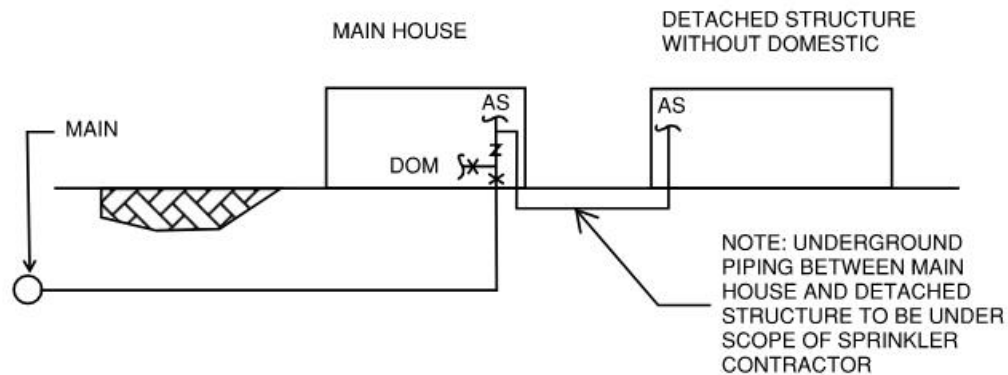 MAIN HOUSE
DETACHED STRUCTURE
WITHOUT DOMESTIC
AS
AS
MAIN
DOM
NOTE: UNDERGROUND
PIPING BETWEEN MAIN
HOUSE AND DETACHED
STRUCTURE TO BE UNDER
SCOPE OF SPRINKLER
CONTRACTOR